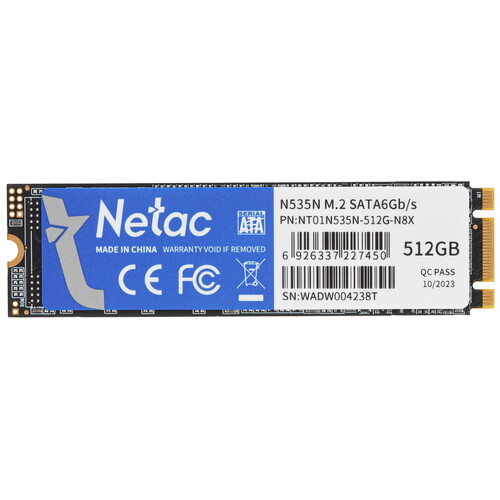 Netac
SERIAL
ATA
MADE IN CHINA WARRANTY VOID IF REMOVED
CE FC
N535N M.2 SATA6Gb/s
PN:NT01N535N-512G-N8X
6 926337 227450
512GB
QC PASS
10/2023
SN:WADW004238T